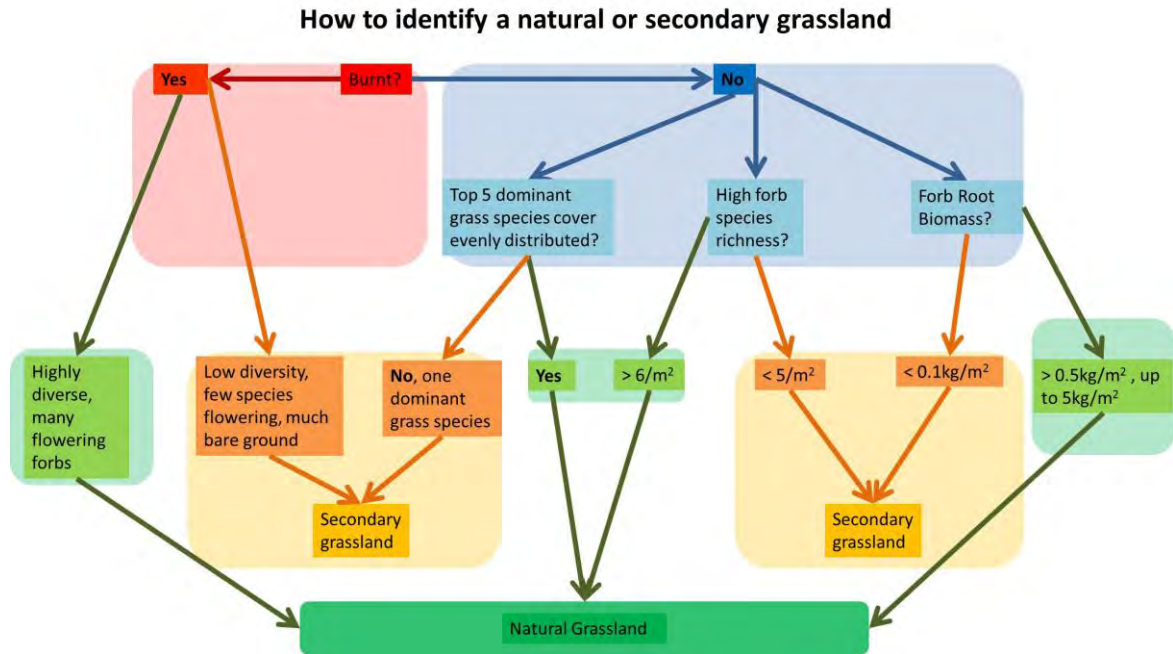 How to identify a natural or secondary grassland
Yes
Burnt?
No
Top 5 dominant
grass species cover
evenly distributed?
High forb
species
richness?
Forb Root
Biomass?
Highly
diverse,
many
flowering
forbs
Low diversity,
few species
flowering, much
bare ground
No, one
dominant
grass species
Yes
> 6/m²
< 5/m²
< 0.1kg/m²
> 0.5kg/m² , up
to 5kg/m²
Secondary
grassland
Secondary
grassland
Natural Grassland